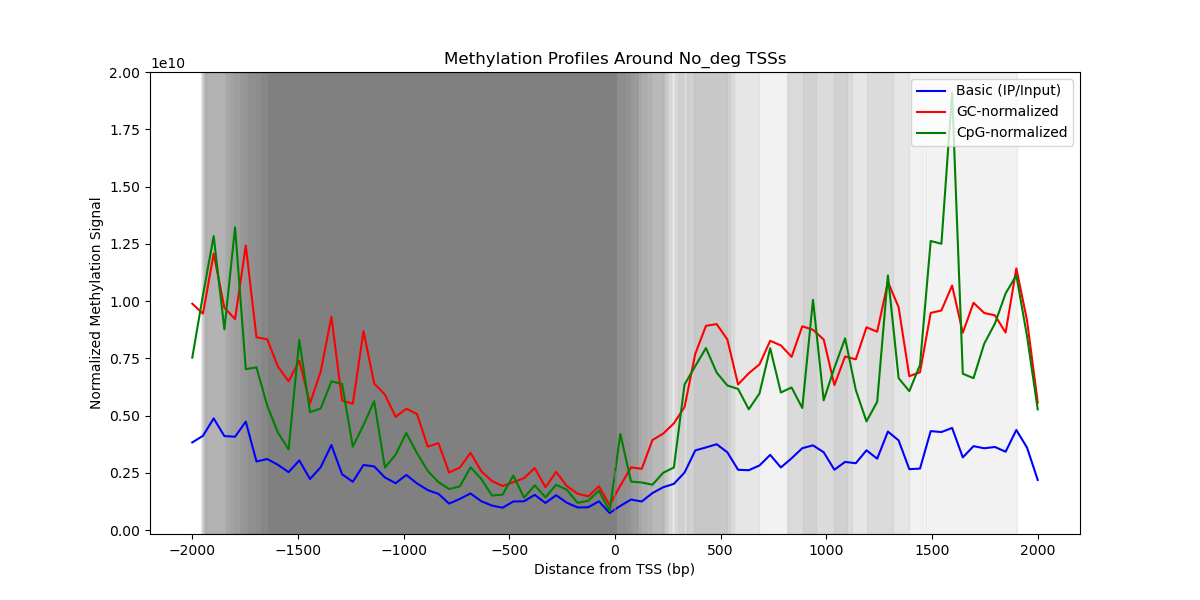 Methylation Profiles Around No_deg TSSs
1e10
2.00
1.75
1.50
1.25
1.00
0.75
0.50
0.25
0.00
Normalized Methylation Signal
Basic (IP/Input)
GC-normalized
CpG-normalized
−2000 −1500 −1000 −500 0 500 1000 1500 2000
Distance from TSS (bp)